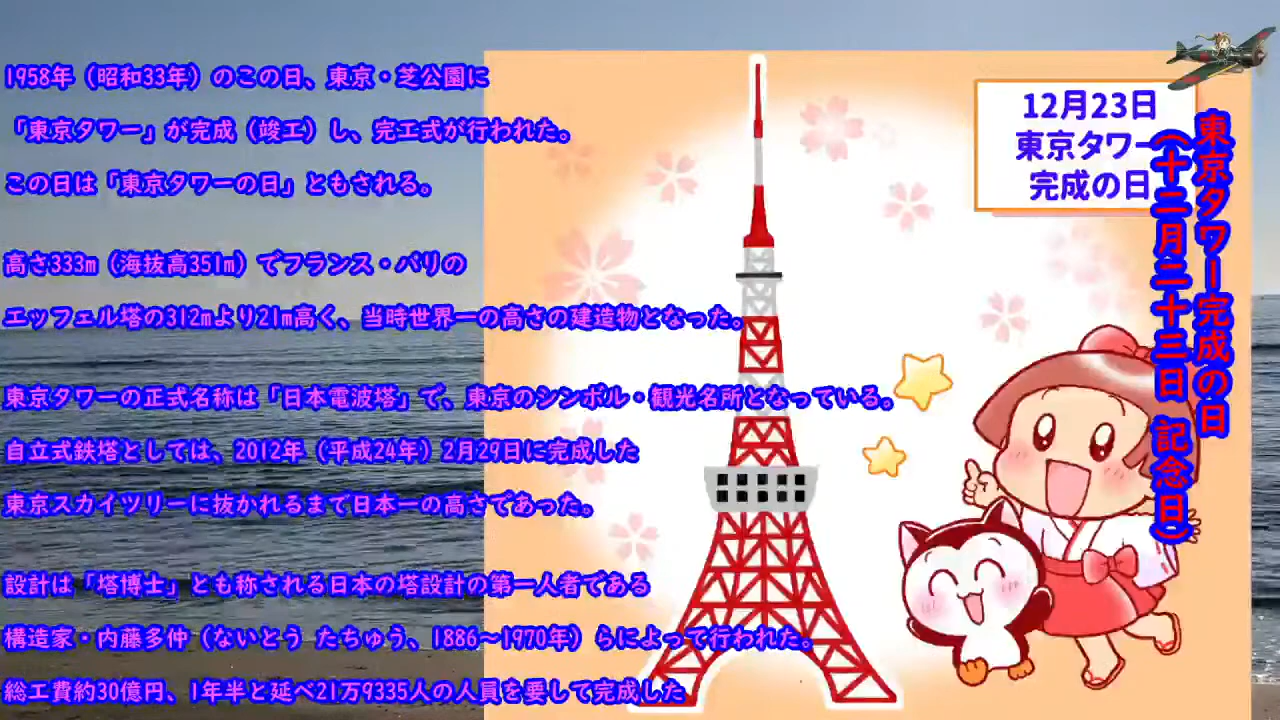 1958年（昭和33年）のこの日、東京・芝公園に
「東京タワー」が完成（竣工）し、完工式が行われた。
この日は「東京タワーの日」ともされる。
高さ333m（海抜高351m）でフランス・パリの
エッフェル塔の312mより21m高く、当時世界一の高さの建造物となった。
東京タワーの正式名称は「日本電波塔」で、東京のシンボル・観光名所となっている。
自立式鉄塔としては、2012年（平成24年）2月29日に完成した
東京スカイツリーに抜かれるまで日本一の高さであった。
設計は「塔博士」とも称される日本の塔設計の第一人者である
構造家・内藤多仲（ないとう たちゅう、1886～1970年）らによって行われた。
総工費約30億円、1年半と延べ21万9335人の人員を要して完成した
12月23日
東京タワー
完成の日
東京タワー完成の日
（十二月二十三日 記念日）